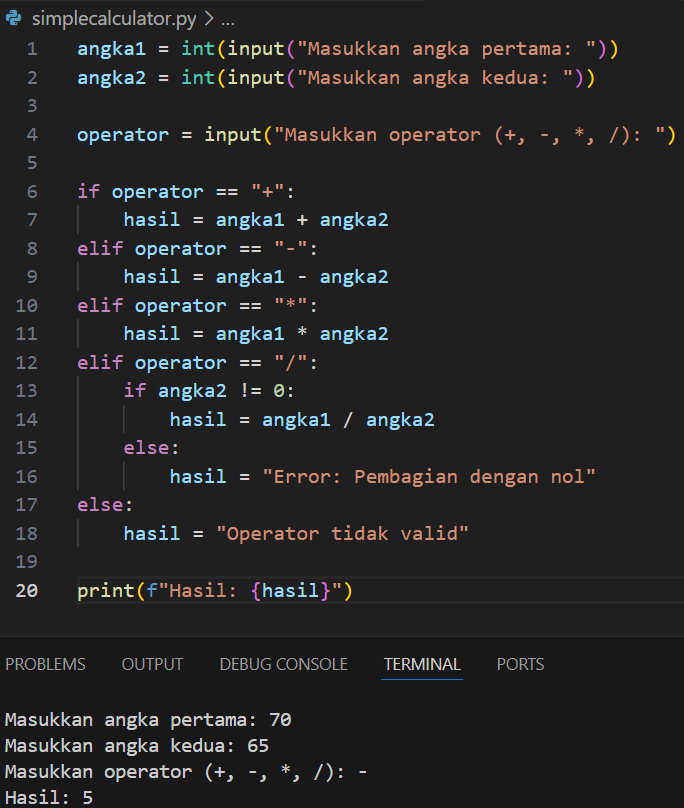 simplecalculator.py > ...
1 angka1 = int(input("Masukkan angka pertama: "))
2 angka2 = int(input("Masukkan angka kedua: "))
3
4 operator = input("Masukkan operator (+, -, *, /): ")
5
6 if operator == "+":
7     hasil = angka1 + angka2
8 elif operator == "-":
9     hasil = angka1 - angka2
10 elif operator == "*":
11     hasil = angka1 * angka2
12 elif operator == "/":
13     if angka2 != 0:
14         hasil = angka1 / angka2
15     else:
16         hasil = "Error: Pembagian dengan nol"
17 else:
18     hasil = "Operator tidak valid"
19
20 print(f"Hasil: {hasil}")
PROBLEMS OUTPUT DEBUG CONSOLE TERMINAL PORTS
Masukkan angka pertama: 70
Masukkan angka kedua: 65
Masukkan operator (+, -, *, /): -
Hasil: 5